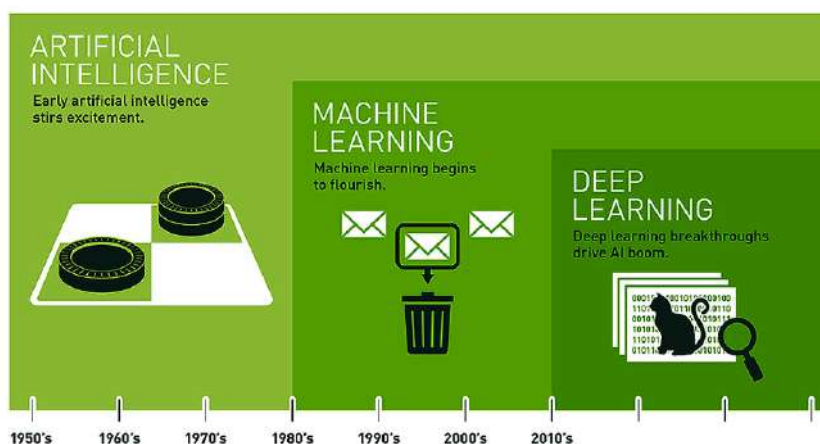 ARTIFICIAL
INTELLIGENCE
Early artificial intelligence
stirs excitement.
MACHINE
LEARNING
Machine learning begins
to flourish.
DEEP
LEARNING
Deep learning breakthroughs
drive AI boom.
1950's 1960's 1970's 1980's 1990's 2000's 2010's